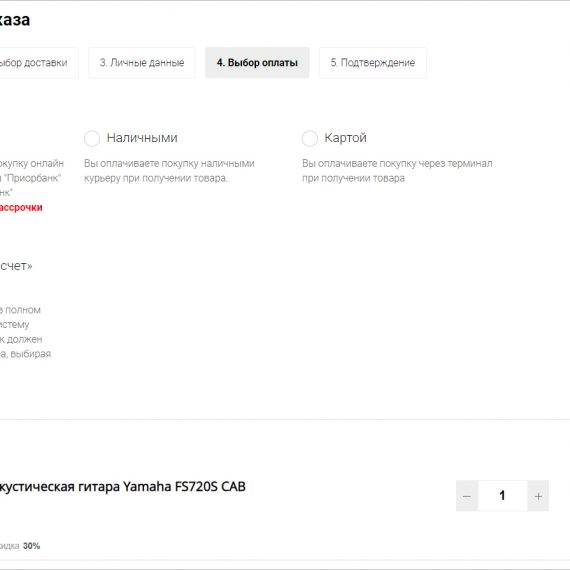 каза
ыбор доставки
3. Личные данные
4. Выбор оплаты
5. Подтверждение
Наличными
Картой
окупку онлайн
и "Приорбанк"
нк"
ассрочки
Вы оплачиваете покупку наличными
курьеру при получении товара.
Вы оплачиваете покупку через терминал
при получении товара
счет»
в полном
истему
к должен
а, выбирая
кустическая гитара Yamaha FS720S CAB
– 1 +
кидка 30%